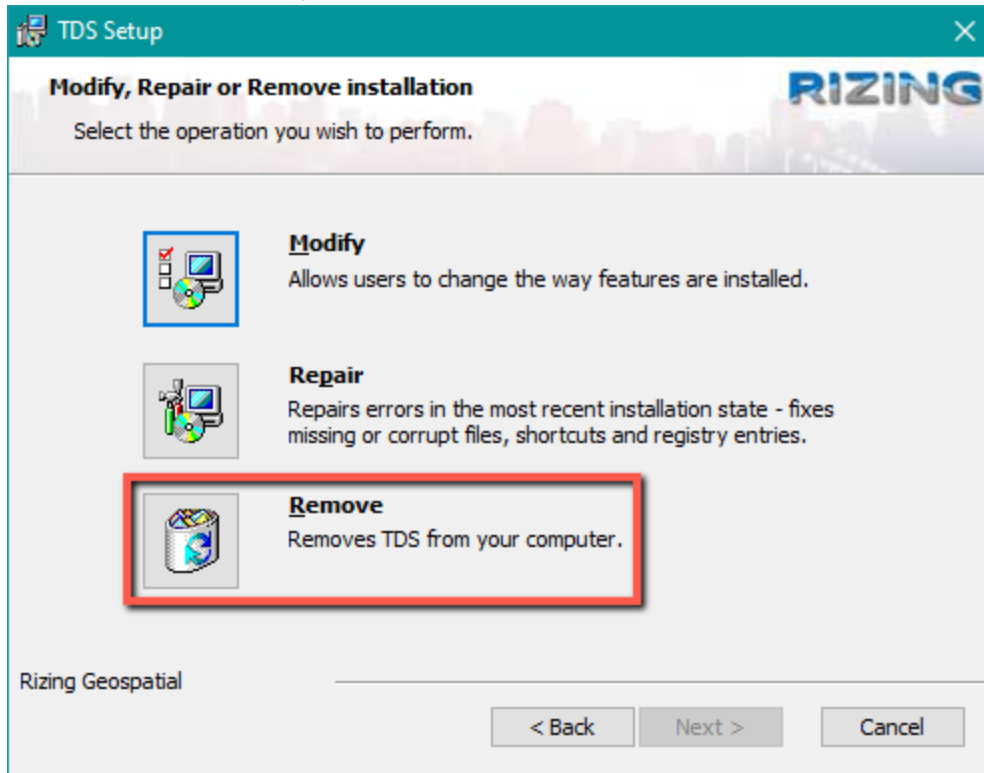 TDS Setup
Modify, Repair or Remove installation
RIZING
Select the operation you wish to perform.
Modify
Allows users to change the way features are installed.
Repair
Repairs errors in the most recent installation state - fixes
missing or corrupt files, shortcuts and registry entries.
Remove
Removes TDS from your computer.
Rizing Geospatial
< Back
Next >
Cancel